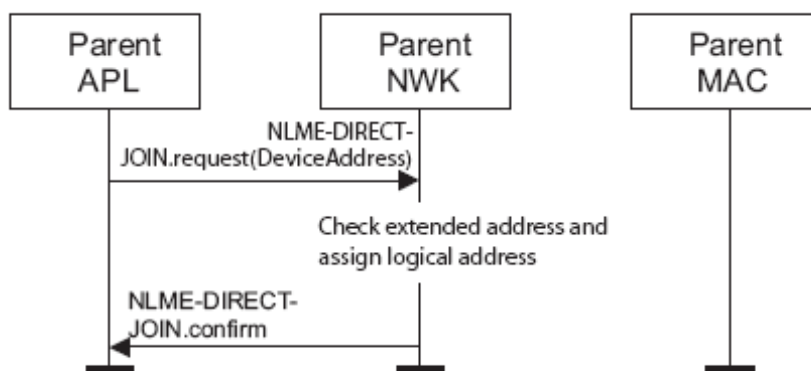 Parent
APL
Parent
NWK
Parent
MAC
NLME-DIRECT-
JOIN.request(DeviceAddress)
Check extended address and
assign logical address
NLME-DIRECT-
JOIN.confirm